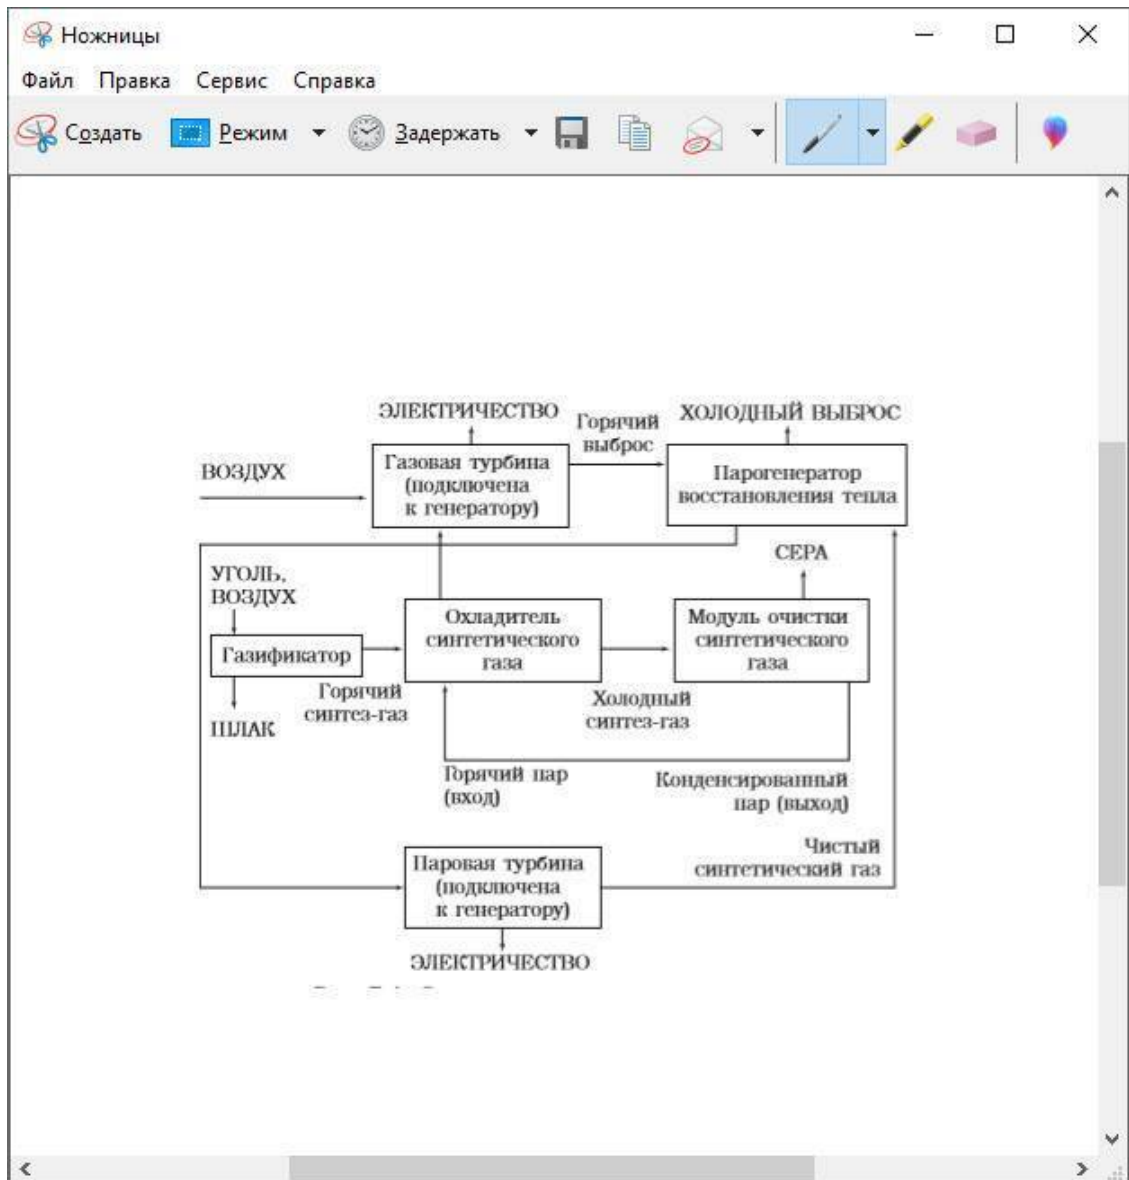 Ножницы
Файл Правка Сервис Справка
Создать Режим Задержать
ЭЛЕКТРИЧЕСТВО
Горячий
выброс
ХОЛОДНЫЙ ВЫБРОС
ВОЗДУХ
Газовая турбина
(подключена
к генератору)
Парогенератор
восстановления тепла
СЕРА
УГОЛЬ,
ВОЗДУХ
Газификатор
Охладитель
синтетического
газа
Модуль очистки
синтетического
газа
Горячий
синтез-газ
Холодный
синтез-газ
ШЛАК
Горячий пар
(вход)
Конденсированный
пар (выход)
Чистый
синтетический газ
Паровая турбина
(подключена
к генератору)
ЭЛЕКТРИЧЕСТВО